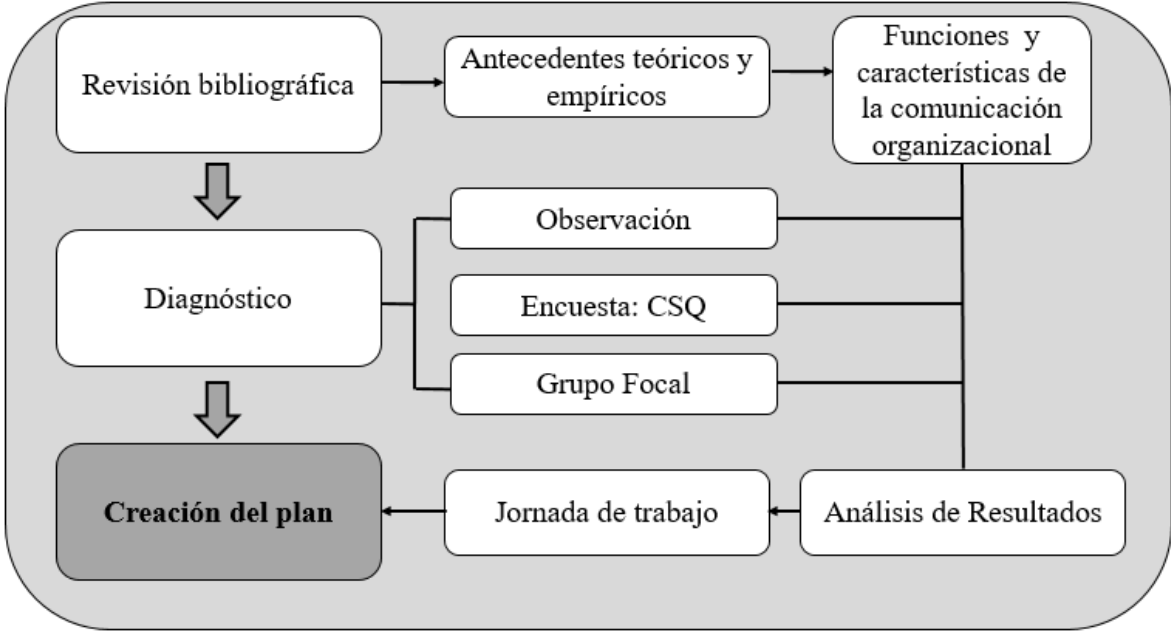 Revisión bibliográfica
Antecedentes teóricos y
empíricos
Funciones y
características de
la comunicación
organizacional
Diagnóstico
Observación
Encuesta: CSQ
Grupo Focal
Creación del plan
Jornada de trabajo
Análisis de Resultados